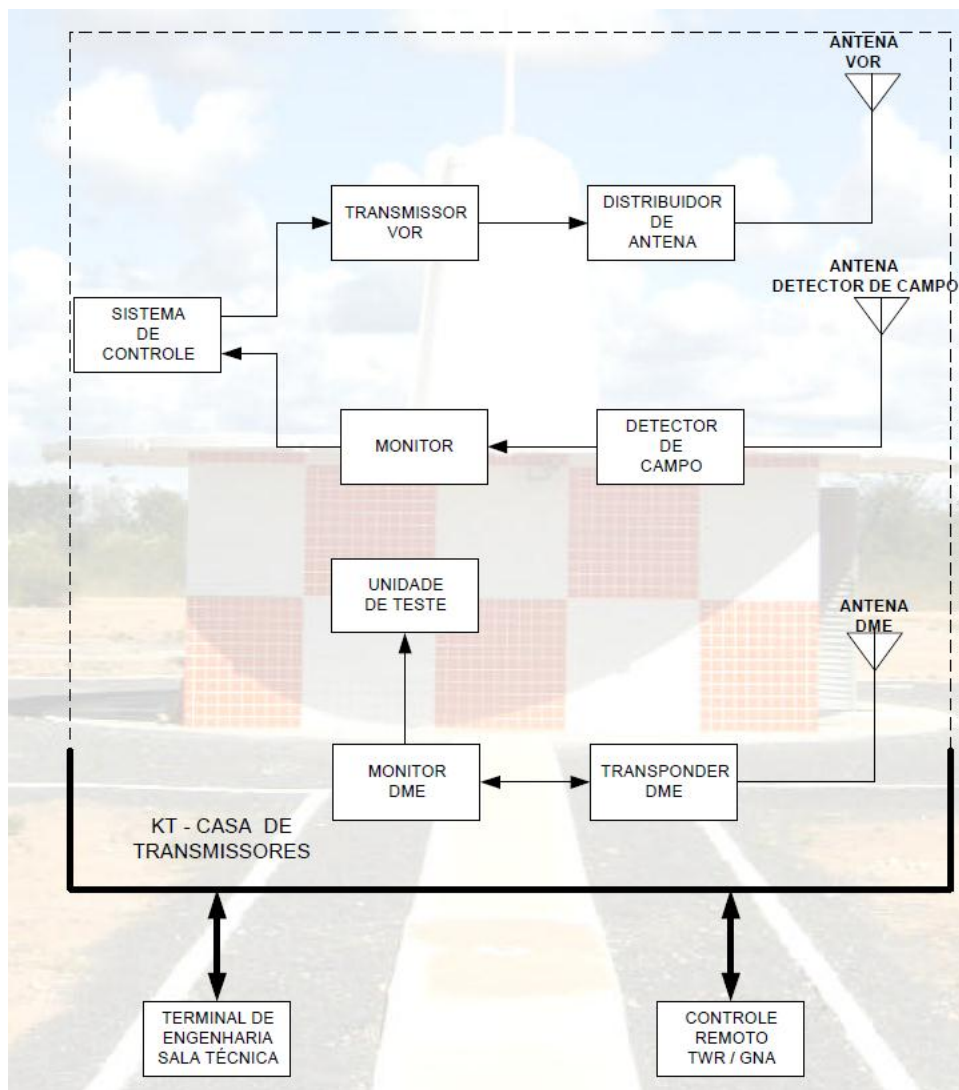 ANTENA
VOR
TRANSMISSOR
VOR
DISTRIBUIDOR
DE
ANTENA
ANTENA
DETECTOR DE CAMPO
SISTEMA
DE
CONTROLE
MONITOR
DETECTOR
DE
CAMPO
UNIDADE
DE TESTE
ANTENA
DME
MONITOR
DME
TRANSPONDER
DME
KT - CASA DE
TRANSMISSORES
TERMINAL DE
ENGENHARIA
SALA TÉCNICA
CONTROLE
REMOTO
TWR / GNA